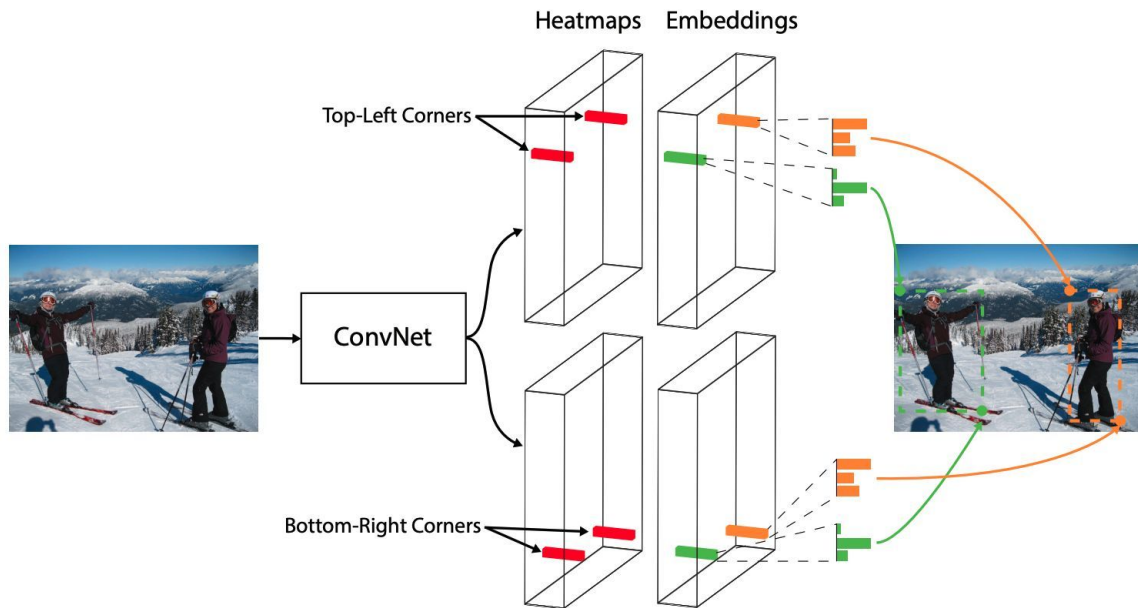 Heatmaps
Embeddings
Top-Left Corners
ConvNet
Bottom-Right Corners